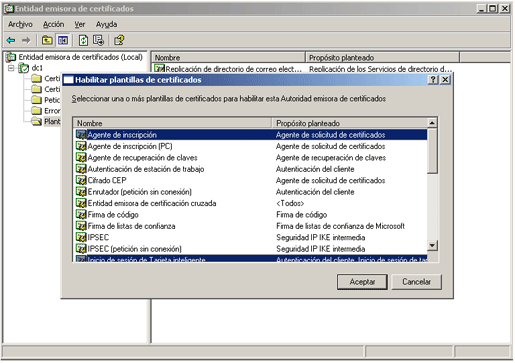 Entidad emisora de certificados
Archivo Acción Ver Ayuda
Entidad emisora de certificados (Local)
dc1
Certi
Certi
Petic
Error
Plant
Nombre Propósito planteado
Replicación de directorio de correo elect... Replicación de los Servicios de directorio d...
Habilitar plantillas de certificados
Seleccionar una o más plantillas de certificados para habilitar esta Autoridad emisora de certificados
Nombre Propósito planteado
Agente de inscripción Agente de solicitud de certificados
Agente de inscripción (PC) Agente de solicitud de certificados
Agente de recuperación de claves Agente de recuperación de claves
Autenticación de estación de trabajo Autenticación del cliente
Cifrado CEP Agente de solicitud de certificados
Enrutador (petición sin conexión) Autenticación del cliente
Entidad emisora de certificación cruzada <Todos>
Firma de código Firma de código
Firma de listas de confianza Firma de listas de confianza de Microsoft
IPSEC Seguridad IP IKE intermedia
IPSEC (petición sin conexión) Seguridad IP IKE intermedia
Inicio de sesión de Tarjeta inteligente Autenticación del cliente, Inicio de sesión de tar
Aceptar Cancelar